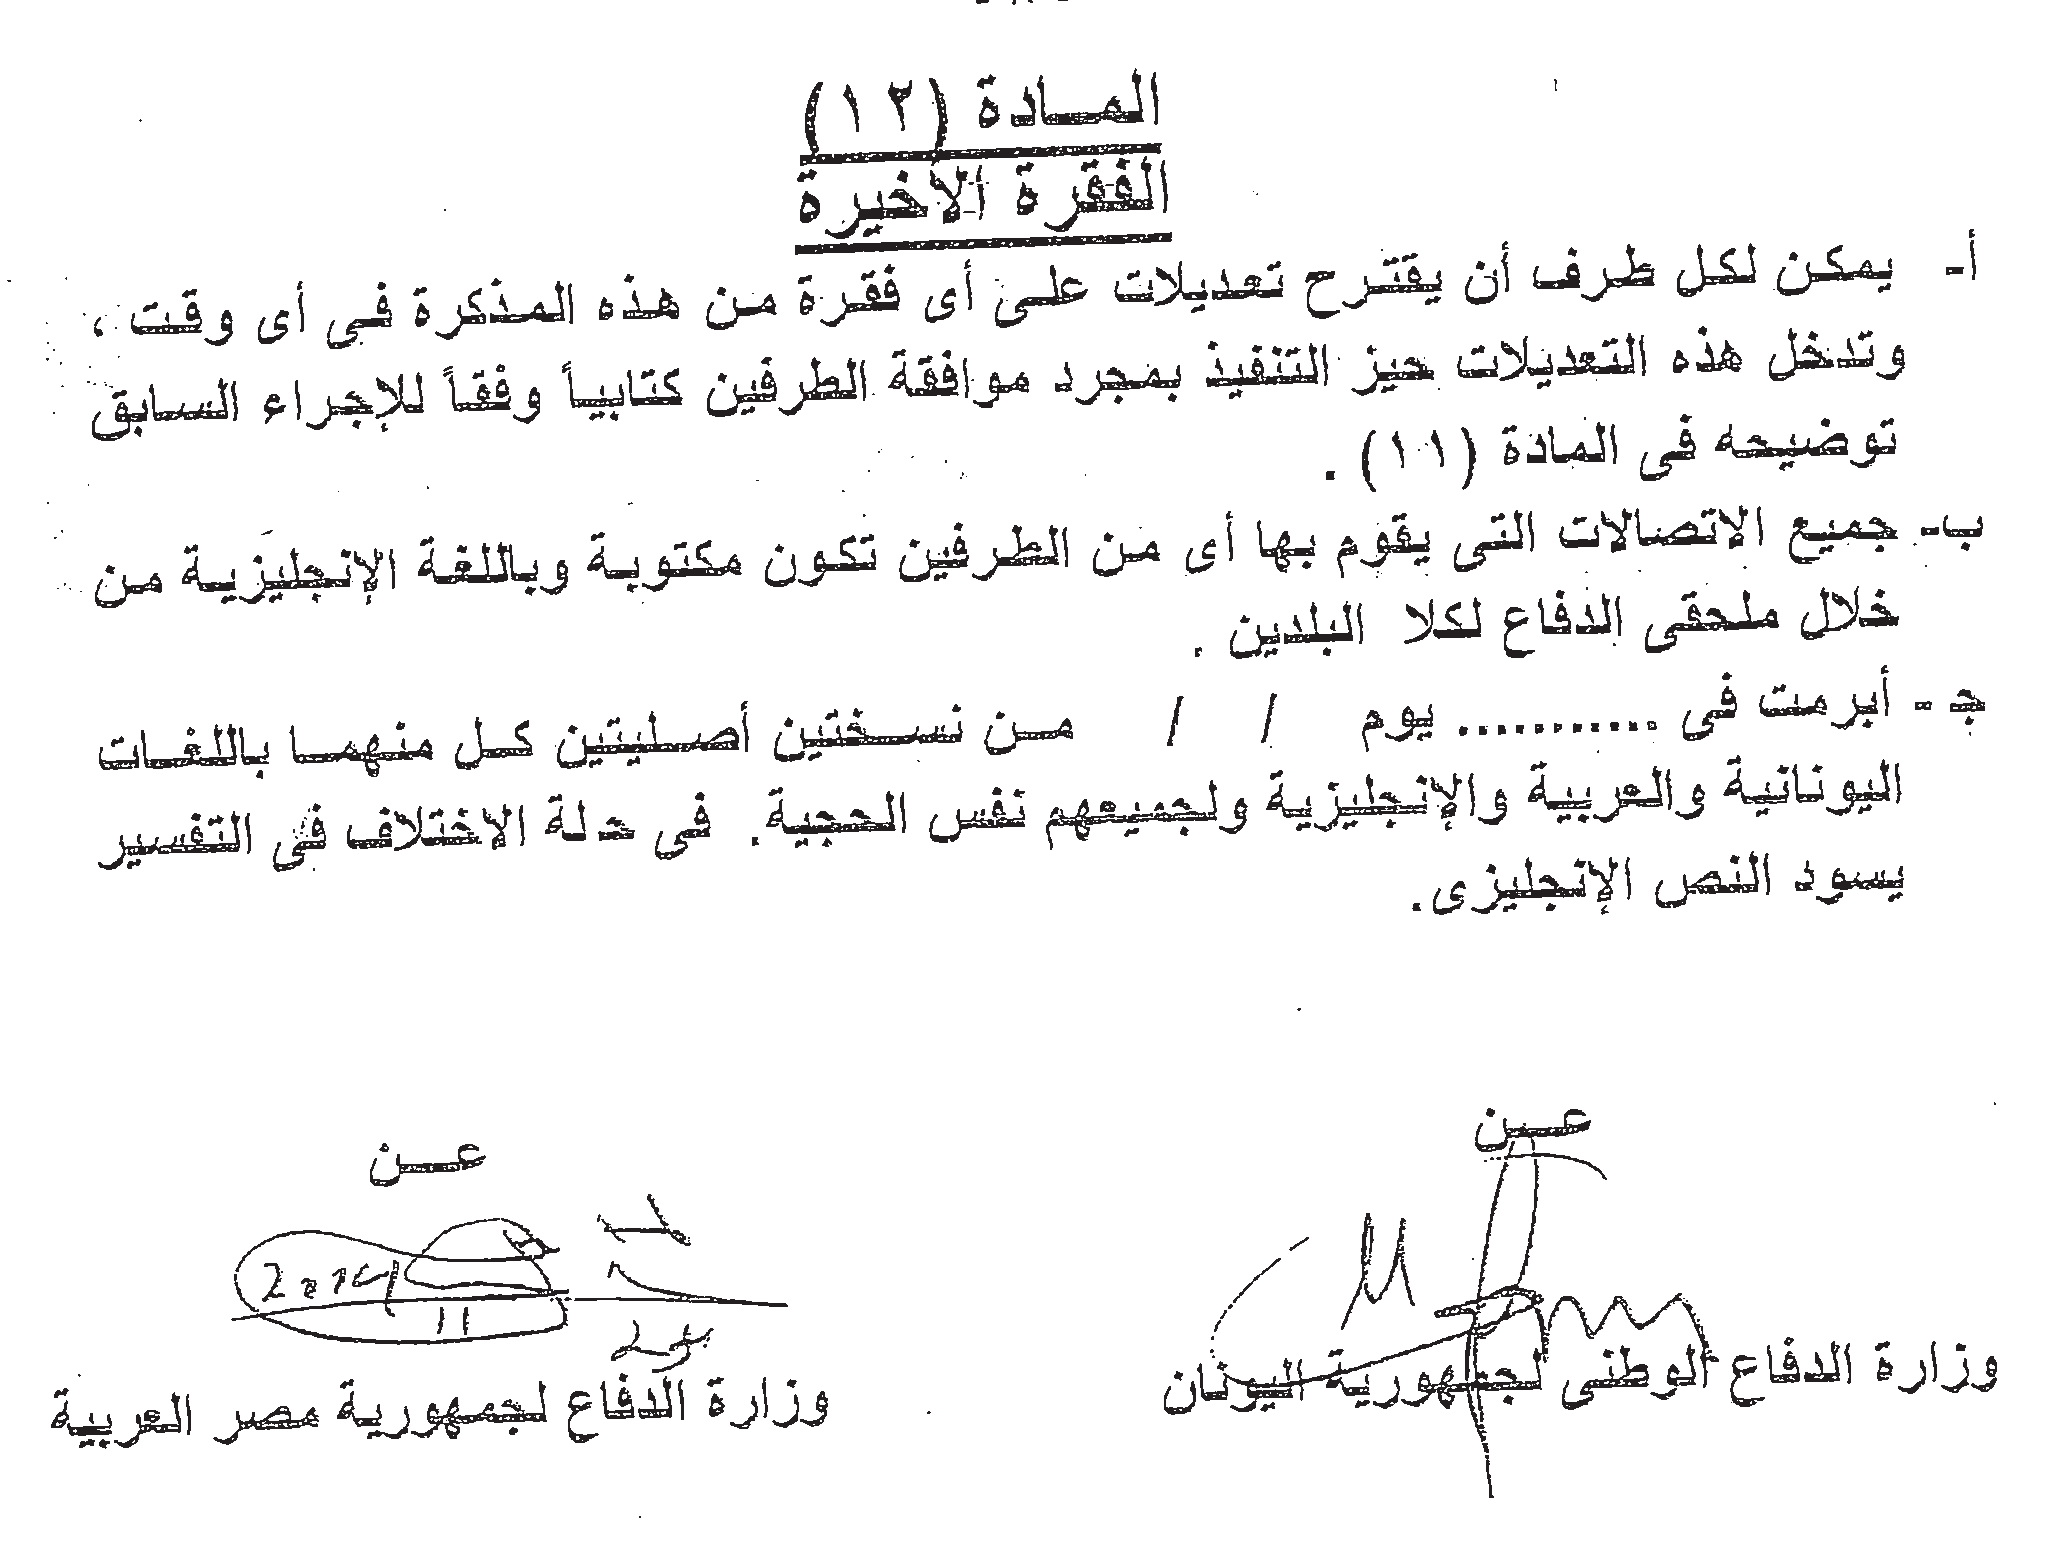 المادة (١٢)
الفقرة الأخيرة
أ- يمكن لكل طرف أن يقترح تعديلات على أى فقرة من هذه المذكرة فى أى وقت ،
وتدخل هذه التعديلات حيز التنفيذ بمجرد موافقة الطرفين كتابياً وفقاً للإجراء السابق
توضيحه فى المادة (١١) .
ب- جميع الاتصالات التى يقوم بها أى من الطرفين تكون مكتوبة وباللغة الإنجليزية من
خلال ملحقى الدفاع لكلا البلدين .
جـ - أبرمت فى ............ يوم / / من نسختين أصليتين كل منهما باللغات
اليونانية والعربية والإنجليزية ولجميعهم نفس الحجية. فى حلة الإختلاف فى التفسير
يسود النص الإنجليزى.
عن
عن
2014
11
وزارة الدفاع الوطنى لجمهورية اليونان
وزارة الدفاع لجمهورية مصر العربية